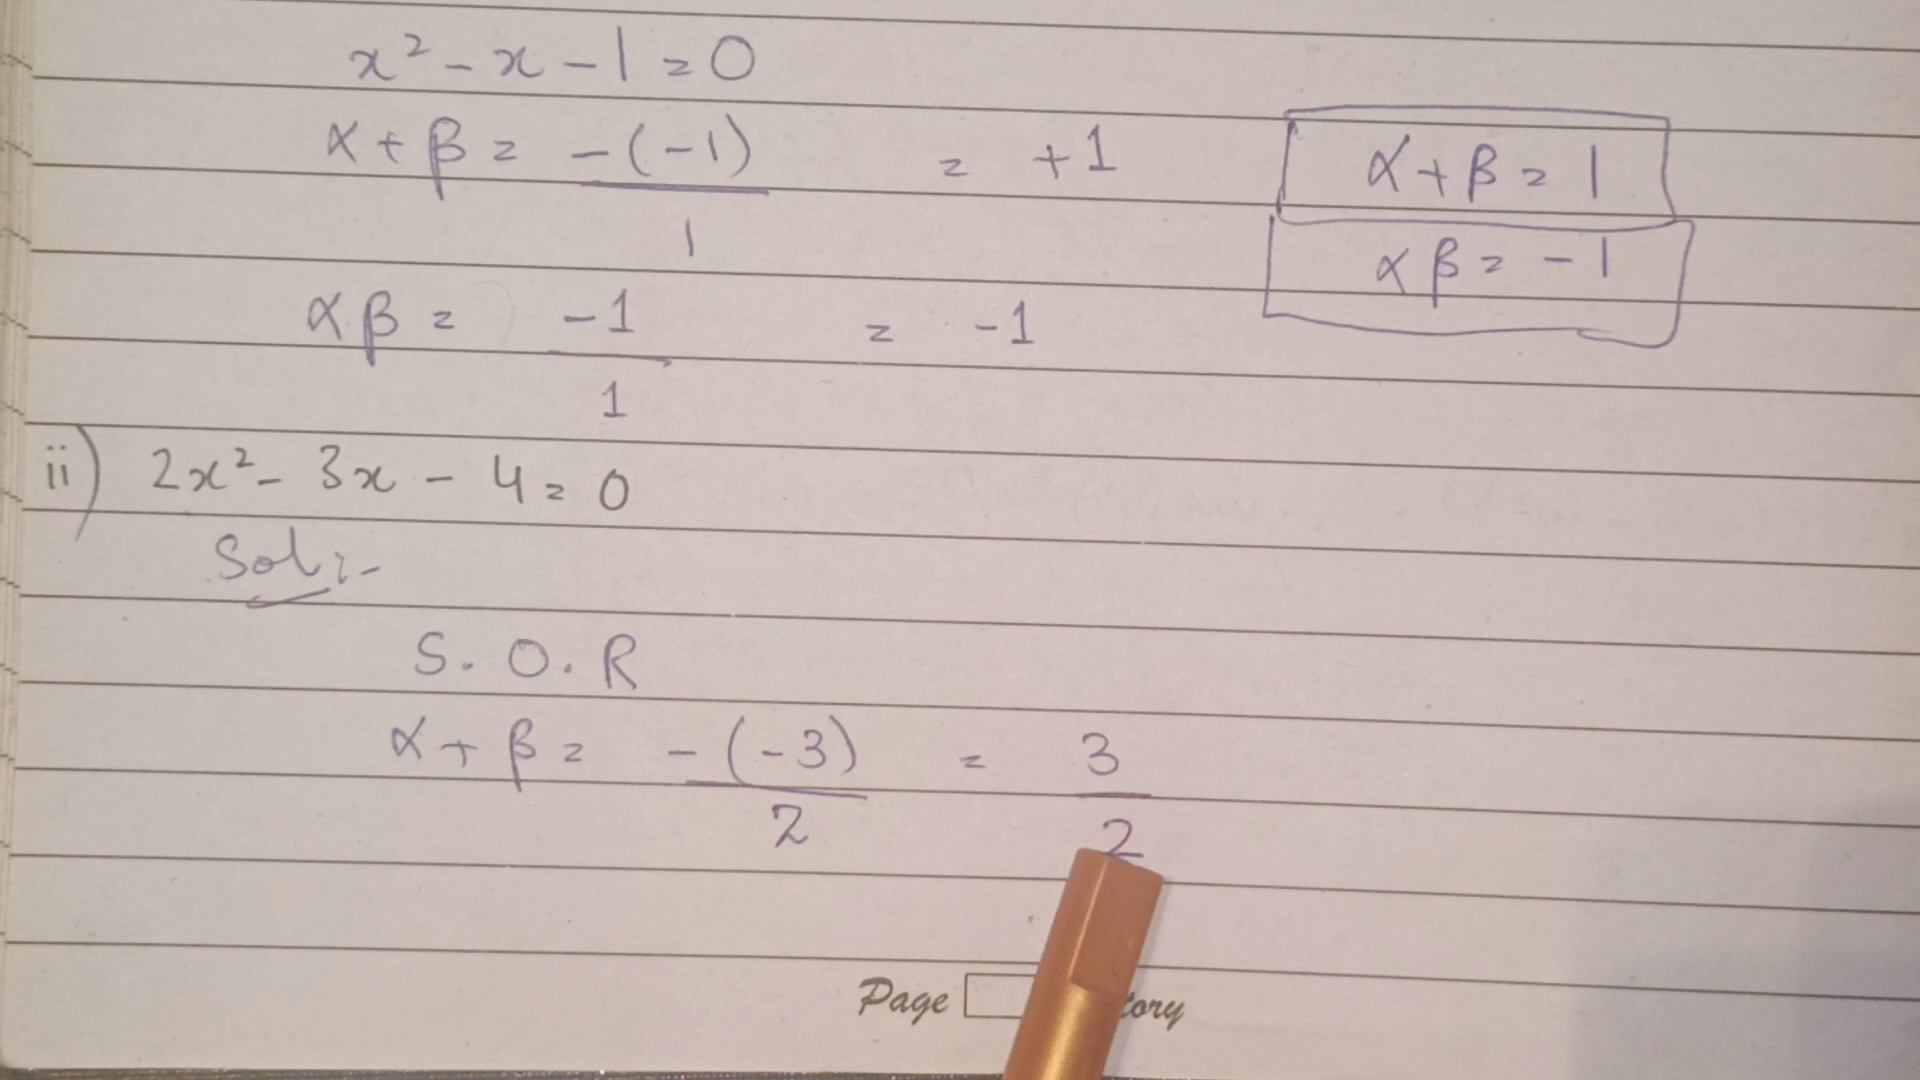 x² - x - 1 = 0
α + β = -(-1)/1 = +1
α + β = 1
αβ = -1/1 = -1
αβ = -1
ii) 2x² - 3x - 4 = 0
Sol:-
S. O. R
α + β = -(-3)/2 = 3/2
Page